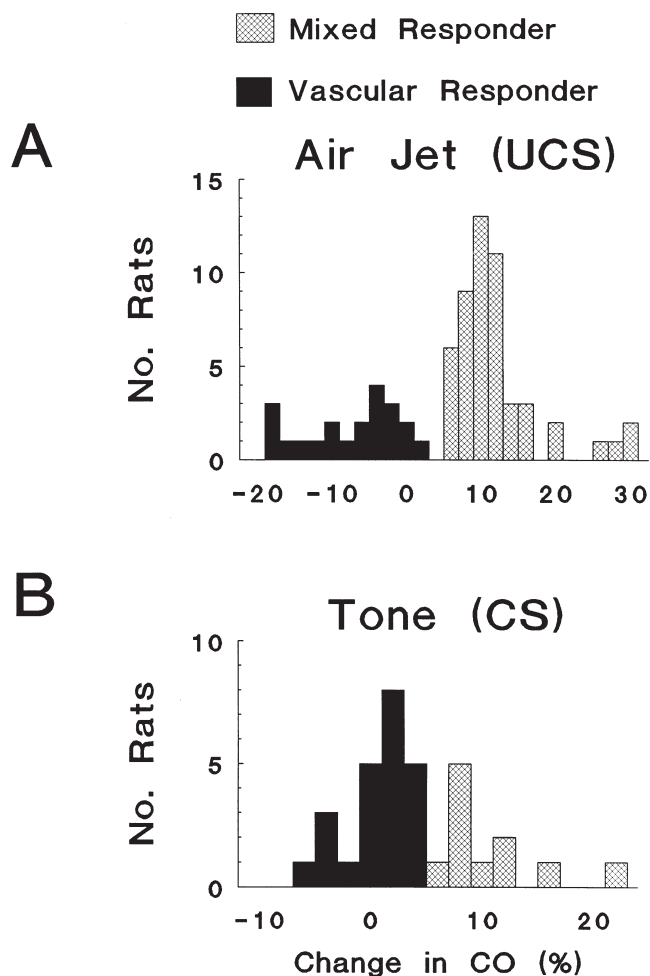 Mixed Responder
Vascular Responder
A
Air Jet (UCS)
No. Rats
15
10
5
0
-20 -10 0 10 20 30
B
Tone (CS)
No. Rats
10
5
0
-10 0 10 20
Change in CO (%)